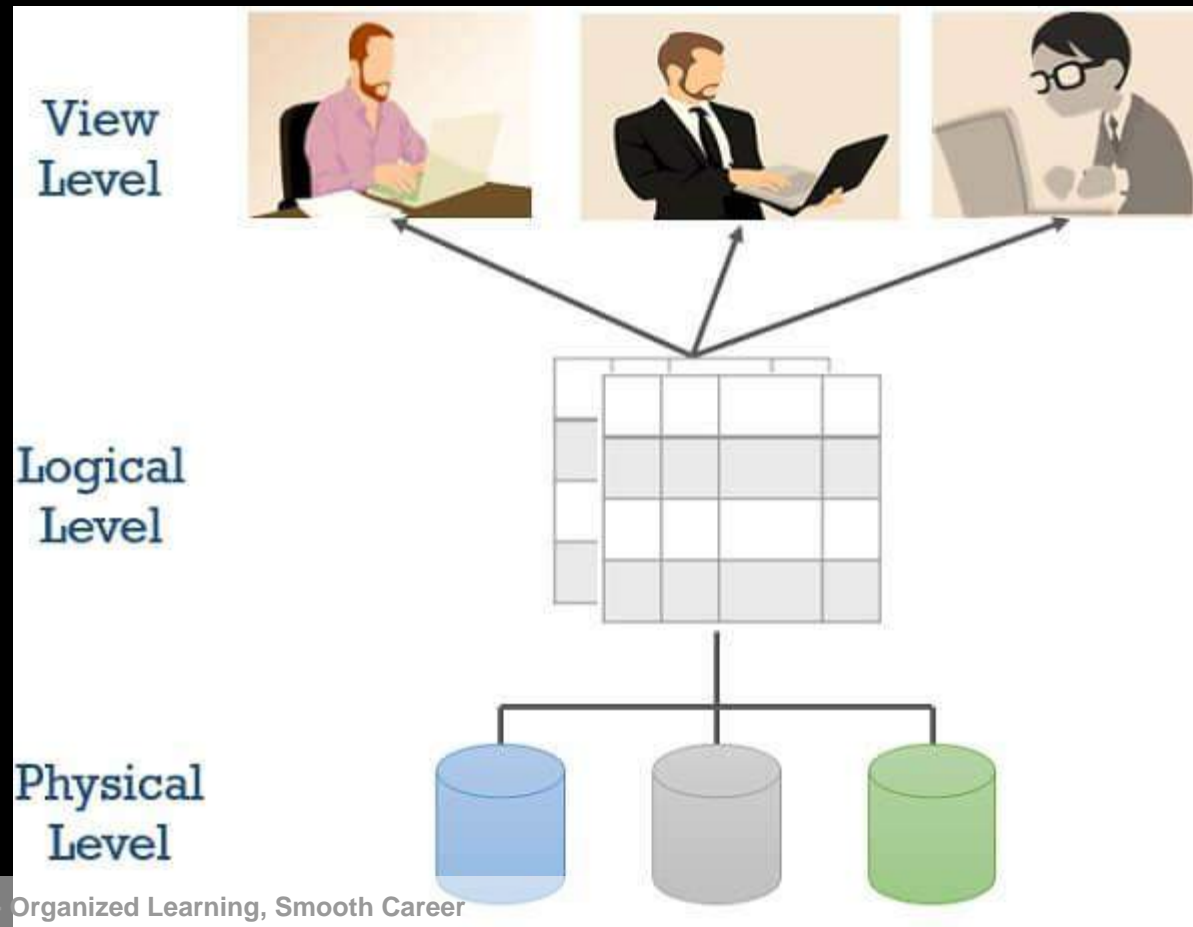 View
Level
Logical
Level
Physical
Level
Organized Learning, Smooth Career